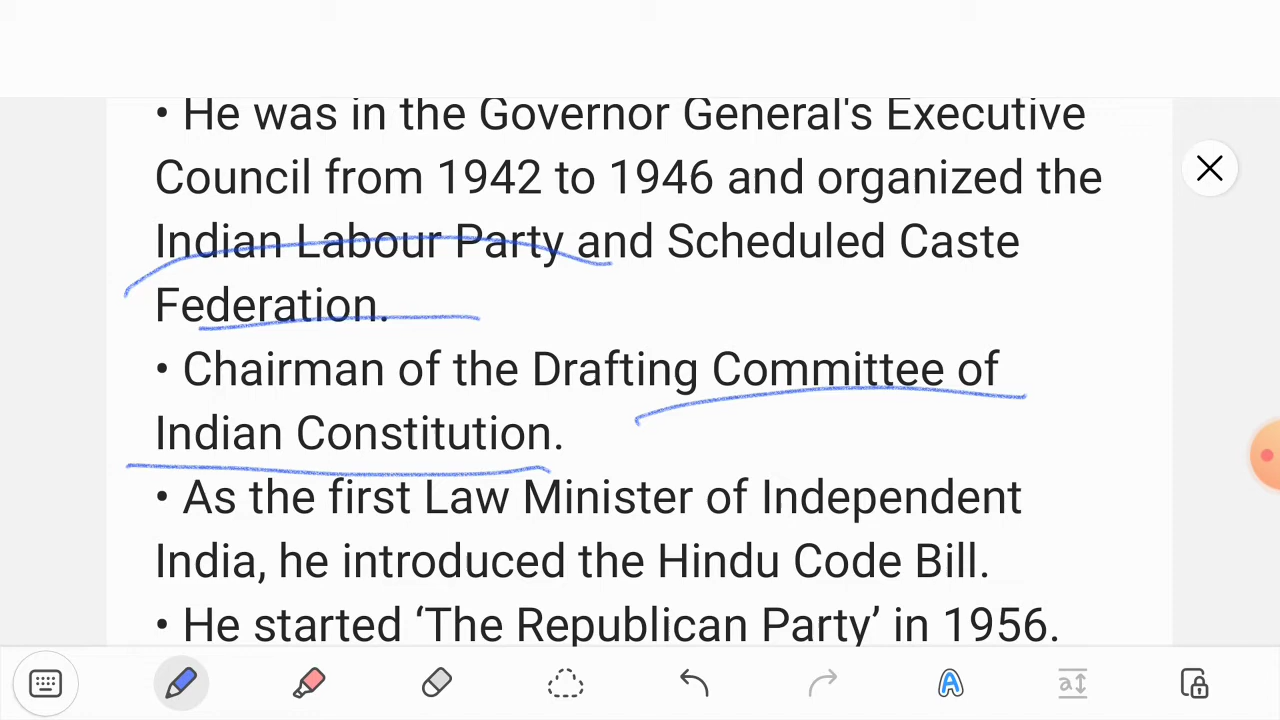 • He was in the Governor General's Executive
Council from 1942 to 1946 and organized the
Indian Labour Party and Scheduled Caste
Federation.
• Chairman of the Drafting Committee of
Indian Constitution.
• As the first Law Minister of Independent
India, he introduced the Hindu Code Bill.
• He started ‘The Republican Party’ in 1956.
A a